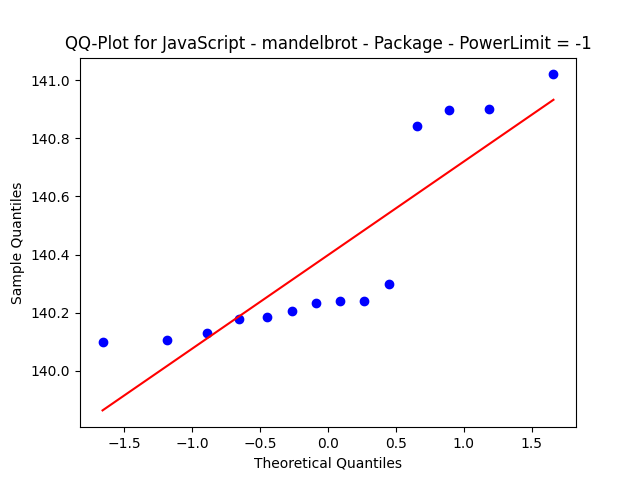 QQ-Plot for JavaScript - mandelbrot - Package - PowerLimit = -1
141.0
140.8
140.6
140.4
140.2
140.0
Sample Quantiles
−1.5 −1.0 −0.5 0.0 0.5 1.0 1.5
Theoretical Quantiles